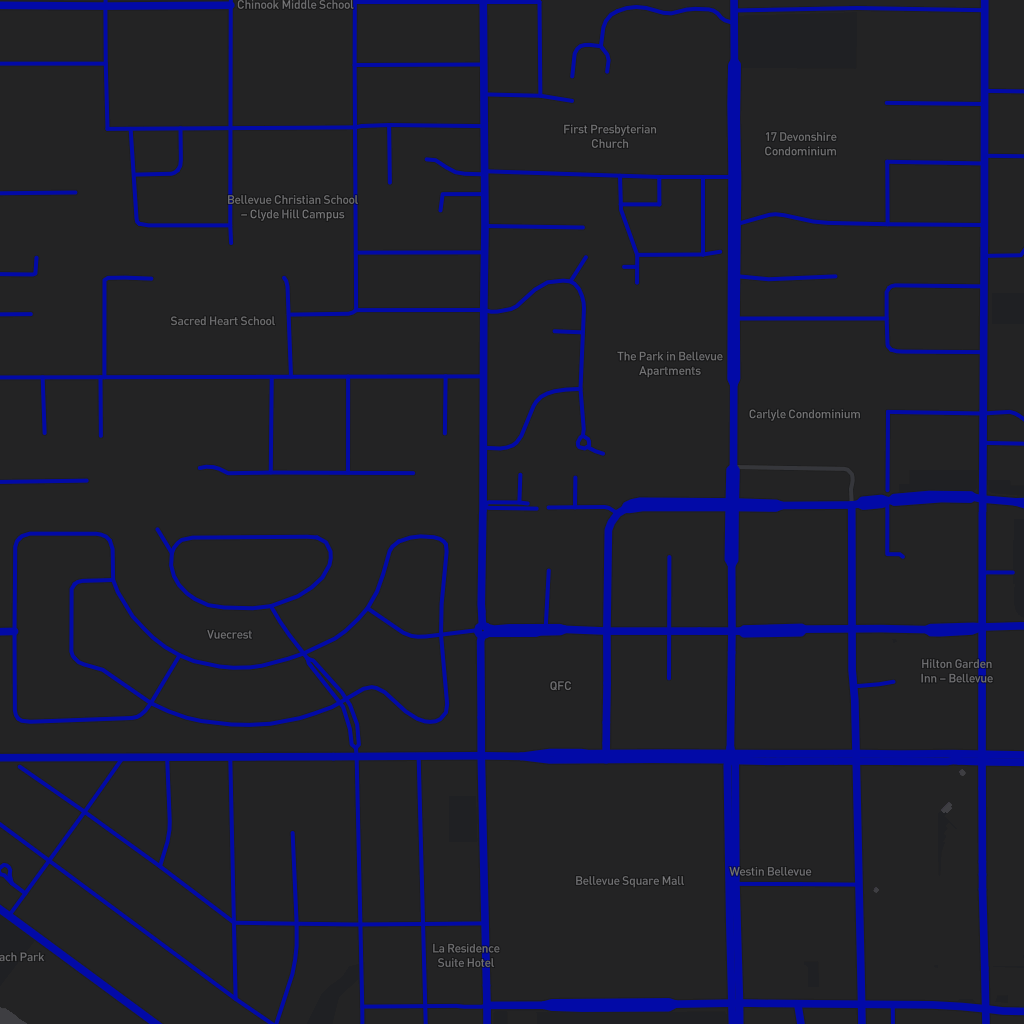 Chinook Middle School
First Presbyterian
Church
17 Devonshire
Condominium
Bellevue Christian School
– Clyde Hill Campus
Sacred Heart School
The Park in Bellevue
Apartments
Carlyle Condominium
Vuecrest
QFC
Hilton Garden
Inn – Bellevue
Bellevue Square Mall
Westin Bellevue
La Residence
Suite Hotel
ach Park